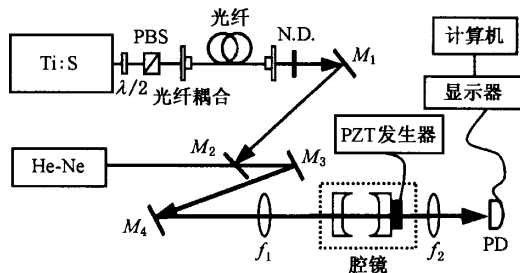 光纤
计算机
PBS
N.D.
Ti:S
M1
显示器
λ/2
光纤耦合
PZT发生器
M2
M3
He-Ne
M4
f1
f2
PD
腔镜